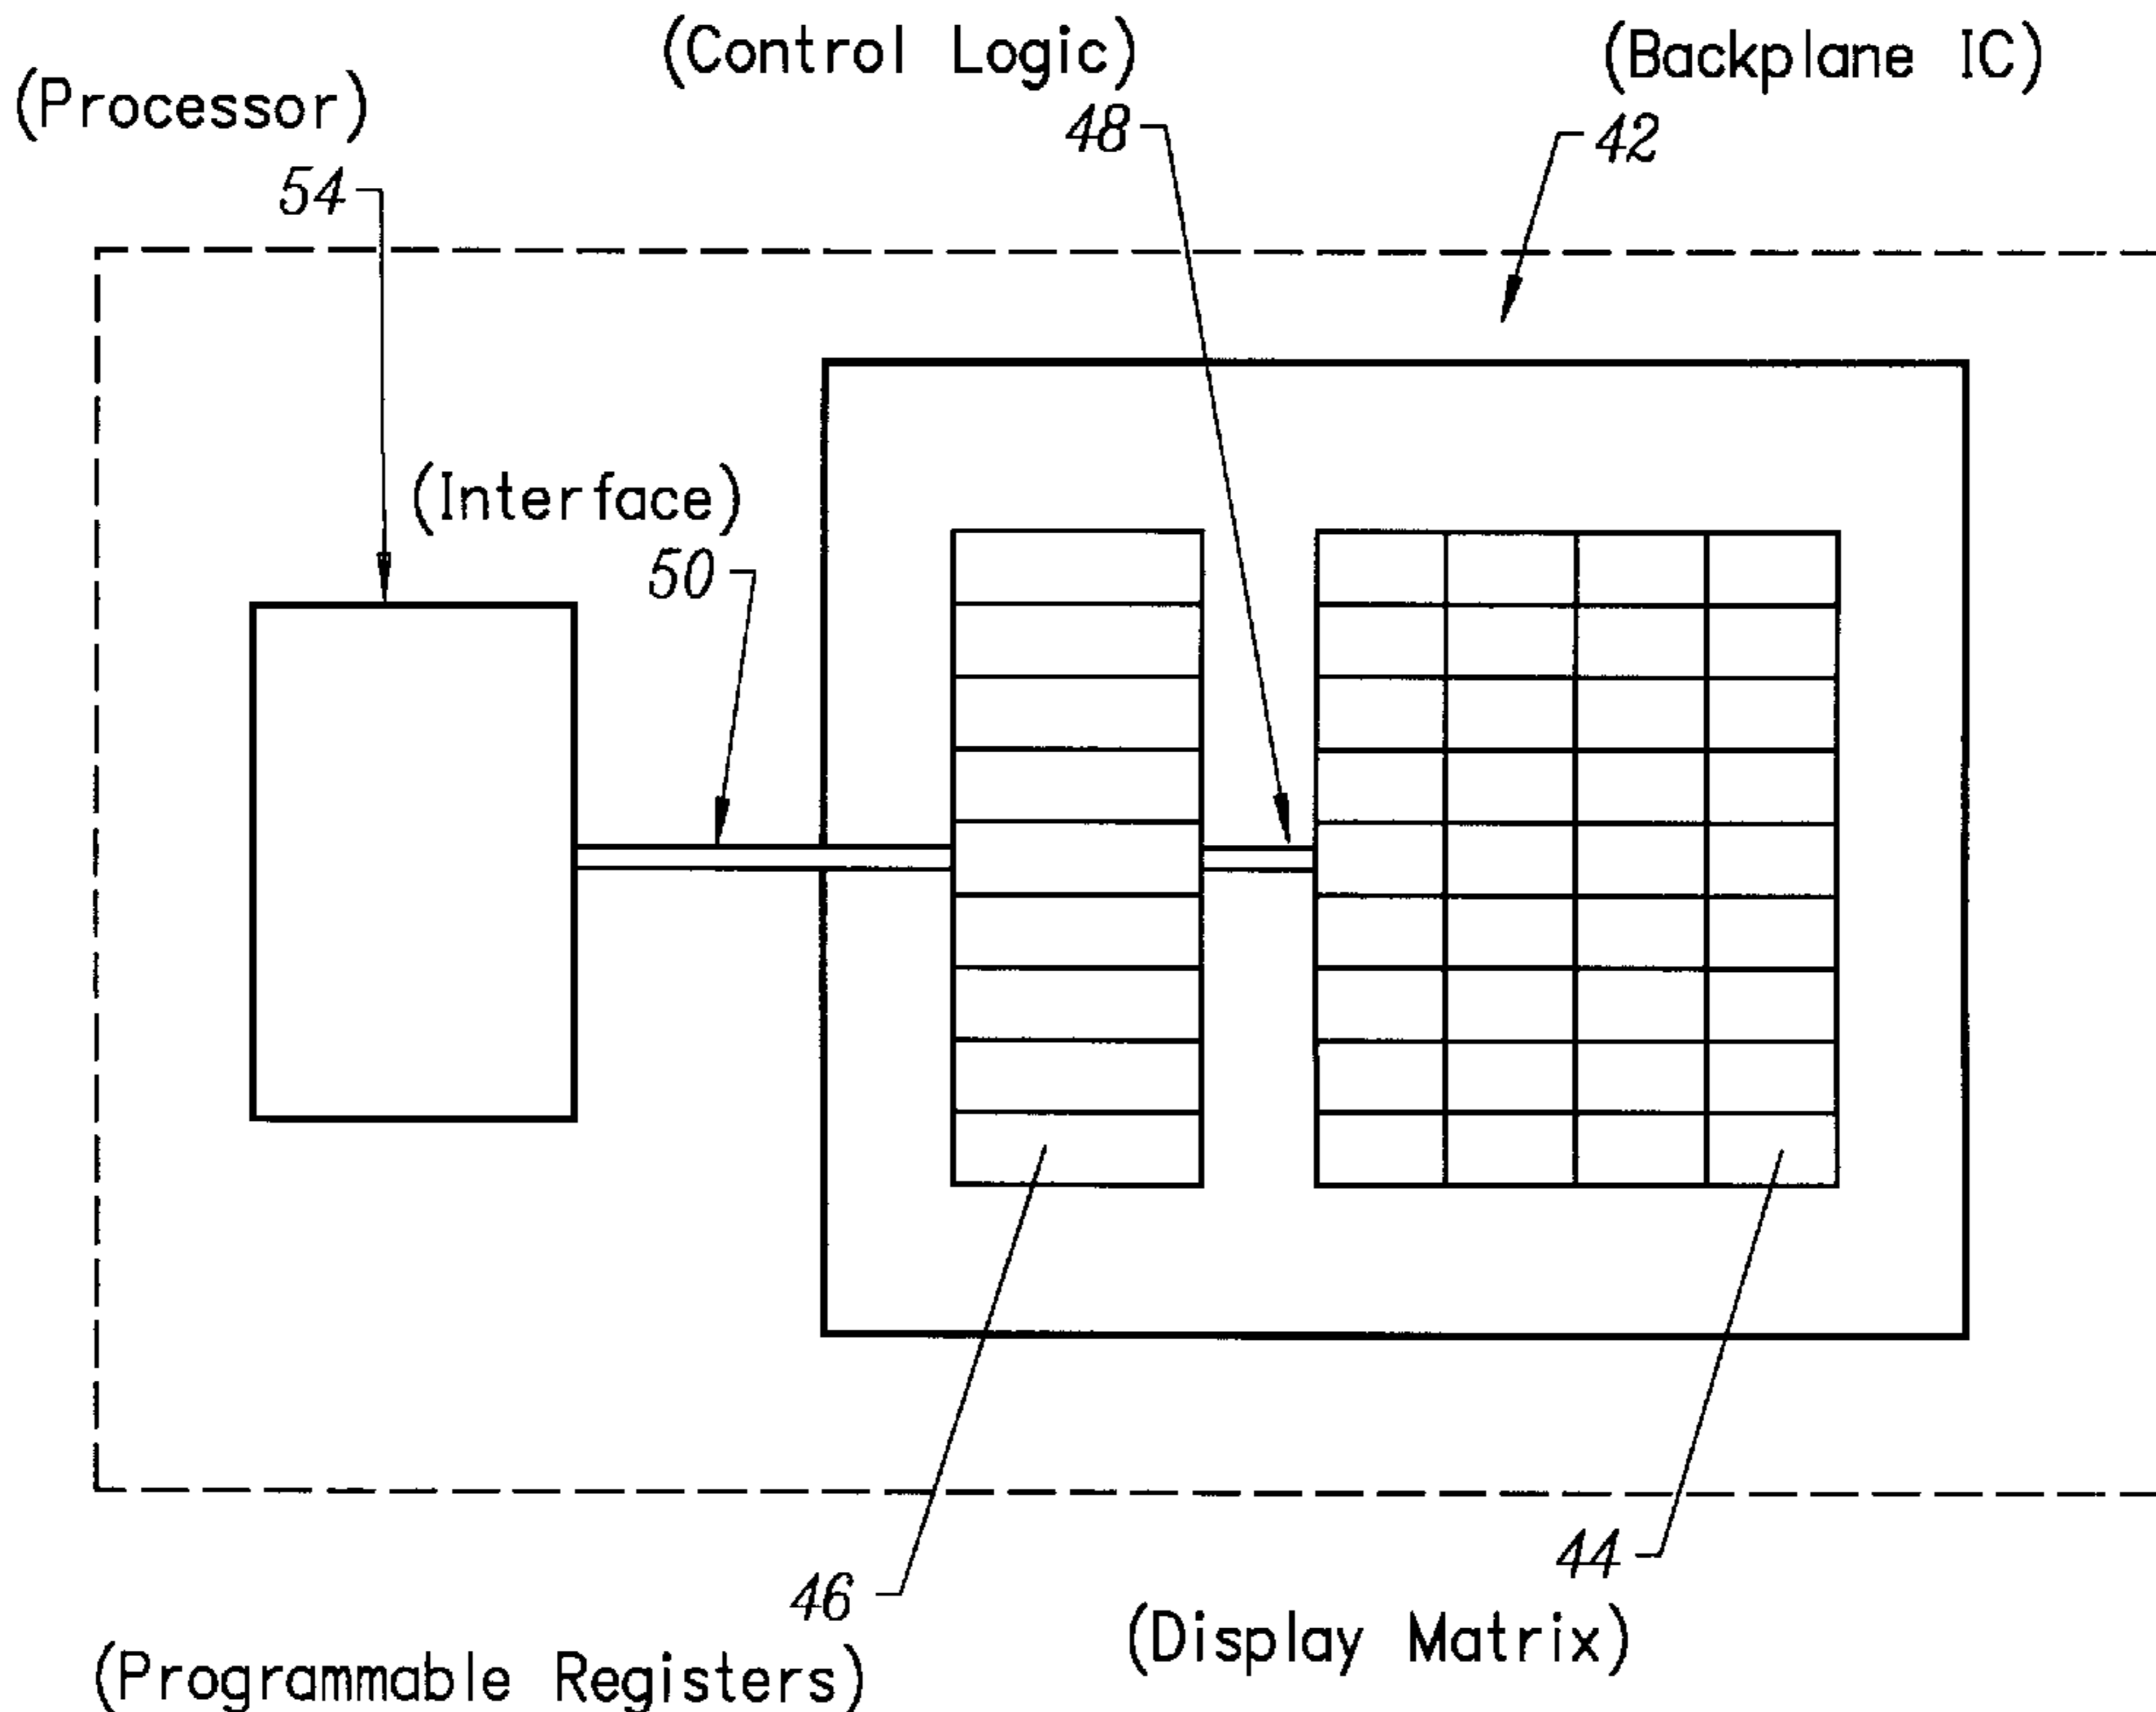 (Control Logic)
48
(Backplane IC)
42
(Processor)
54
(Interface)
50
46
(Programmable Registers)
44
(Display Matrix)